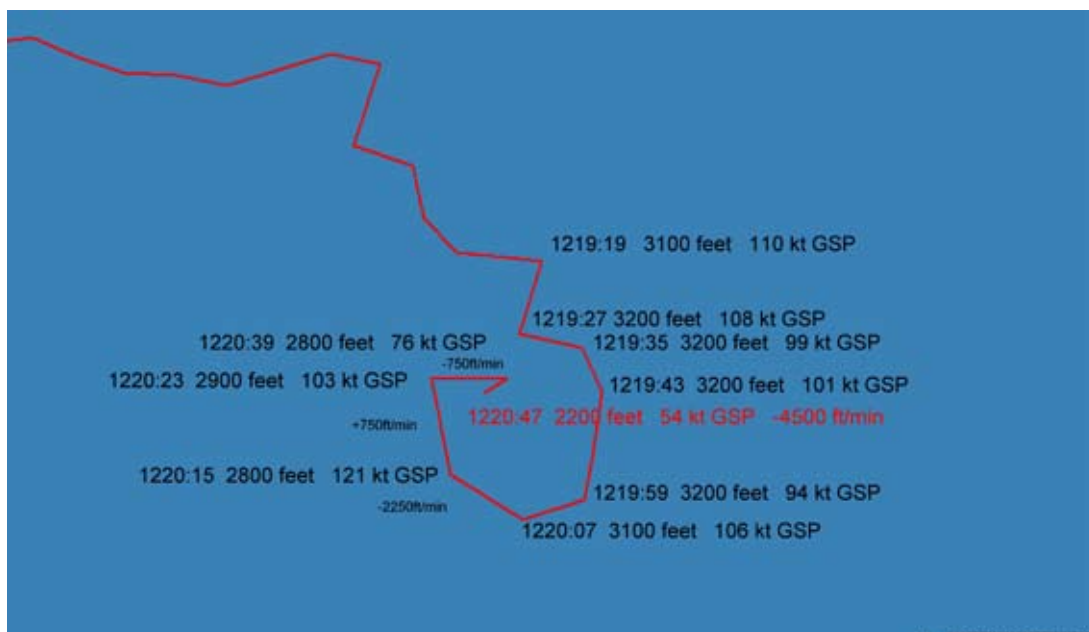 1219:19 3100 feet 110 kt GSP
1219:27 3200 feet 108 kt GSP
1220:39 2800 feet 76 kt GSP
1219:35 3200 feet 99 kt GSP
-750ft/min
1220:23 2900 feet 103 kt GSP
1219:43 3200 feet 101 kt GSP
1220:47 2200 feet 54 kt GSP -4500 ft/min
+750ft/min
1220:15 2800 feet 121 kt GSP
1219:59 3200 feet 94 kt GSP
-2250ft/min
1220:07 3100 feet 106 kt GSP